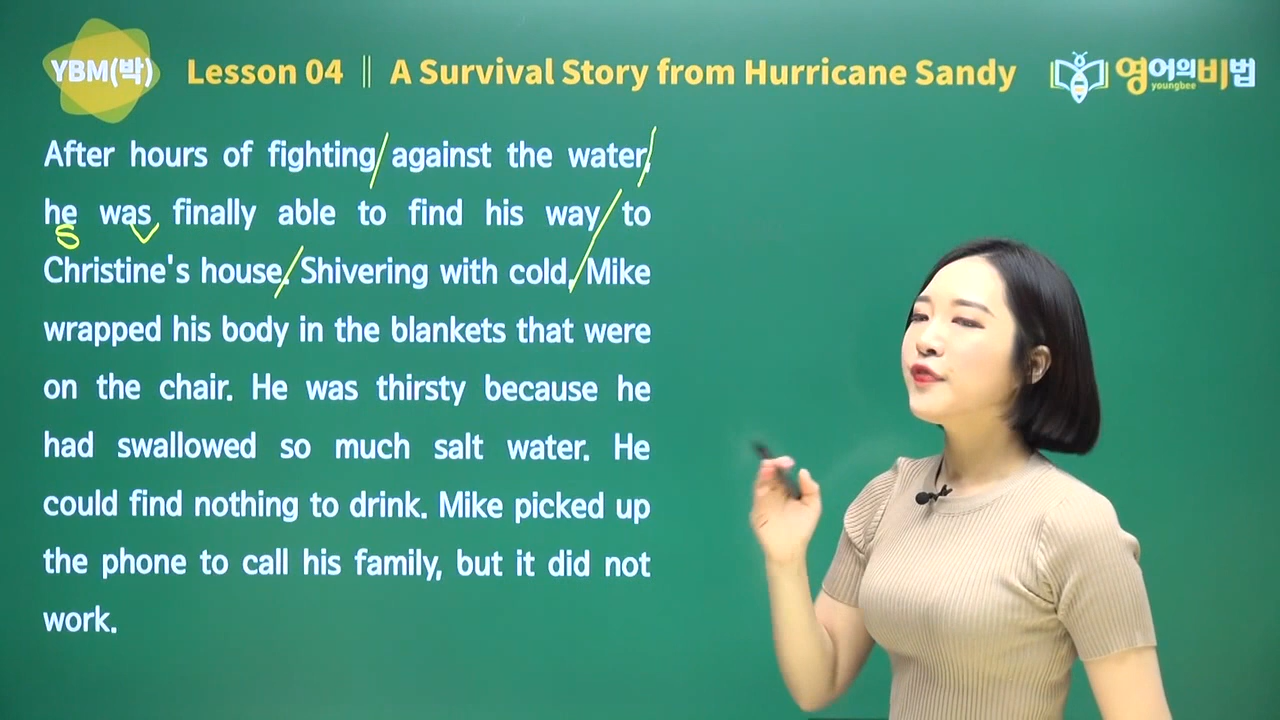 YBM(박) Lesson 04 || A Survival Story from Hurricane Sandy 영어의비법
youngbee
After hours of fighting/ against the water,/
he was finally able to find his way/ to
S V
Christine's house./ Shivering with cold,/ Mike
wrapped his body in the blankets that were
on the chair. He was thirsty because he
had swallowed so much salt water. He
could find nothing to drink. Mike picked up
the phone to call his family, but it did not
work.